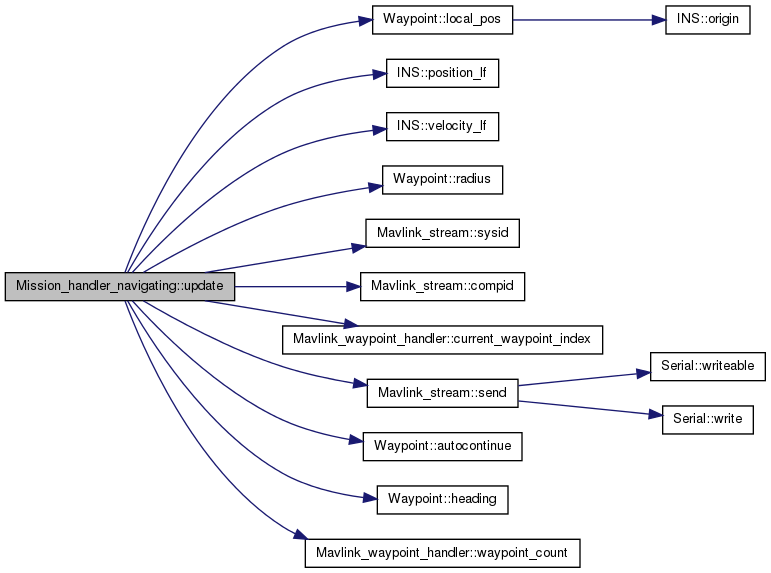 Waypoint::local_pos
INS::origin
INS::position_lf
INS::velocity_lf
Waypoint::radius
Mavlink_stream::sysid
Mission_handler_navigating::update
Mavlink_stream::compid
Mavlink_waypoint_handler::current_waypoint_index
Serial::writeable
Mavlink_stream::send
Serial::write
Waypoint::autocontinue
Waypoint::heading
Mavlink_waypoint_handler::waypoint_count